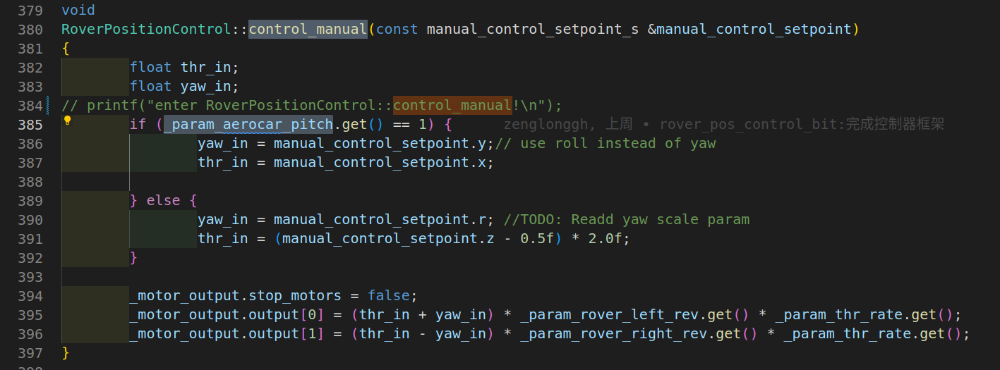 379 void
380 RoverPositionControl::control_manual(const manual_control_setpoint_s &manual_control_setpoint)
381 {
382         float thr_in;
383         float yaw_in;
384 // printf("enter RoverPositionControl::control_manual!\n");
385         if (_param_aerocar_pitch.get() == 1) {      zenglonggh, 上周 • rover_pos_control_bit:完成控制器框架
386                 yaw_in = manual_control_setpoint.y;// use roll instead of yaw
387                 thr_in = manual_control_setpoint.x;
388
389         } else {
390                 yaw_in = manual_control_setpoint.r; //TODO: Readd yaw scale param
391                 thr_in = (manual_control_setpoint.z - 0.5f) * 2.0f;
392         }
393
394         _motor_output.stop_motors = false;
395         _motor_output.output[0] = (thr_in + yaw_in) * _param_rover_left_rev.get() * _param_thr_rate.get();
396         _motor_output.output[1] = (thr_in - yaw_in) * _param_rover_right_rev.get() * _param_thr_rate.get();
397 }